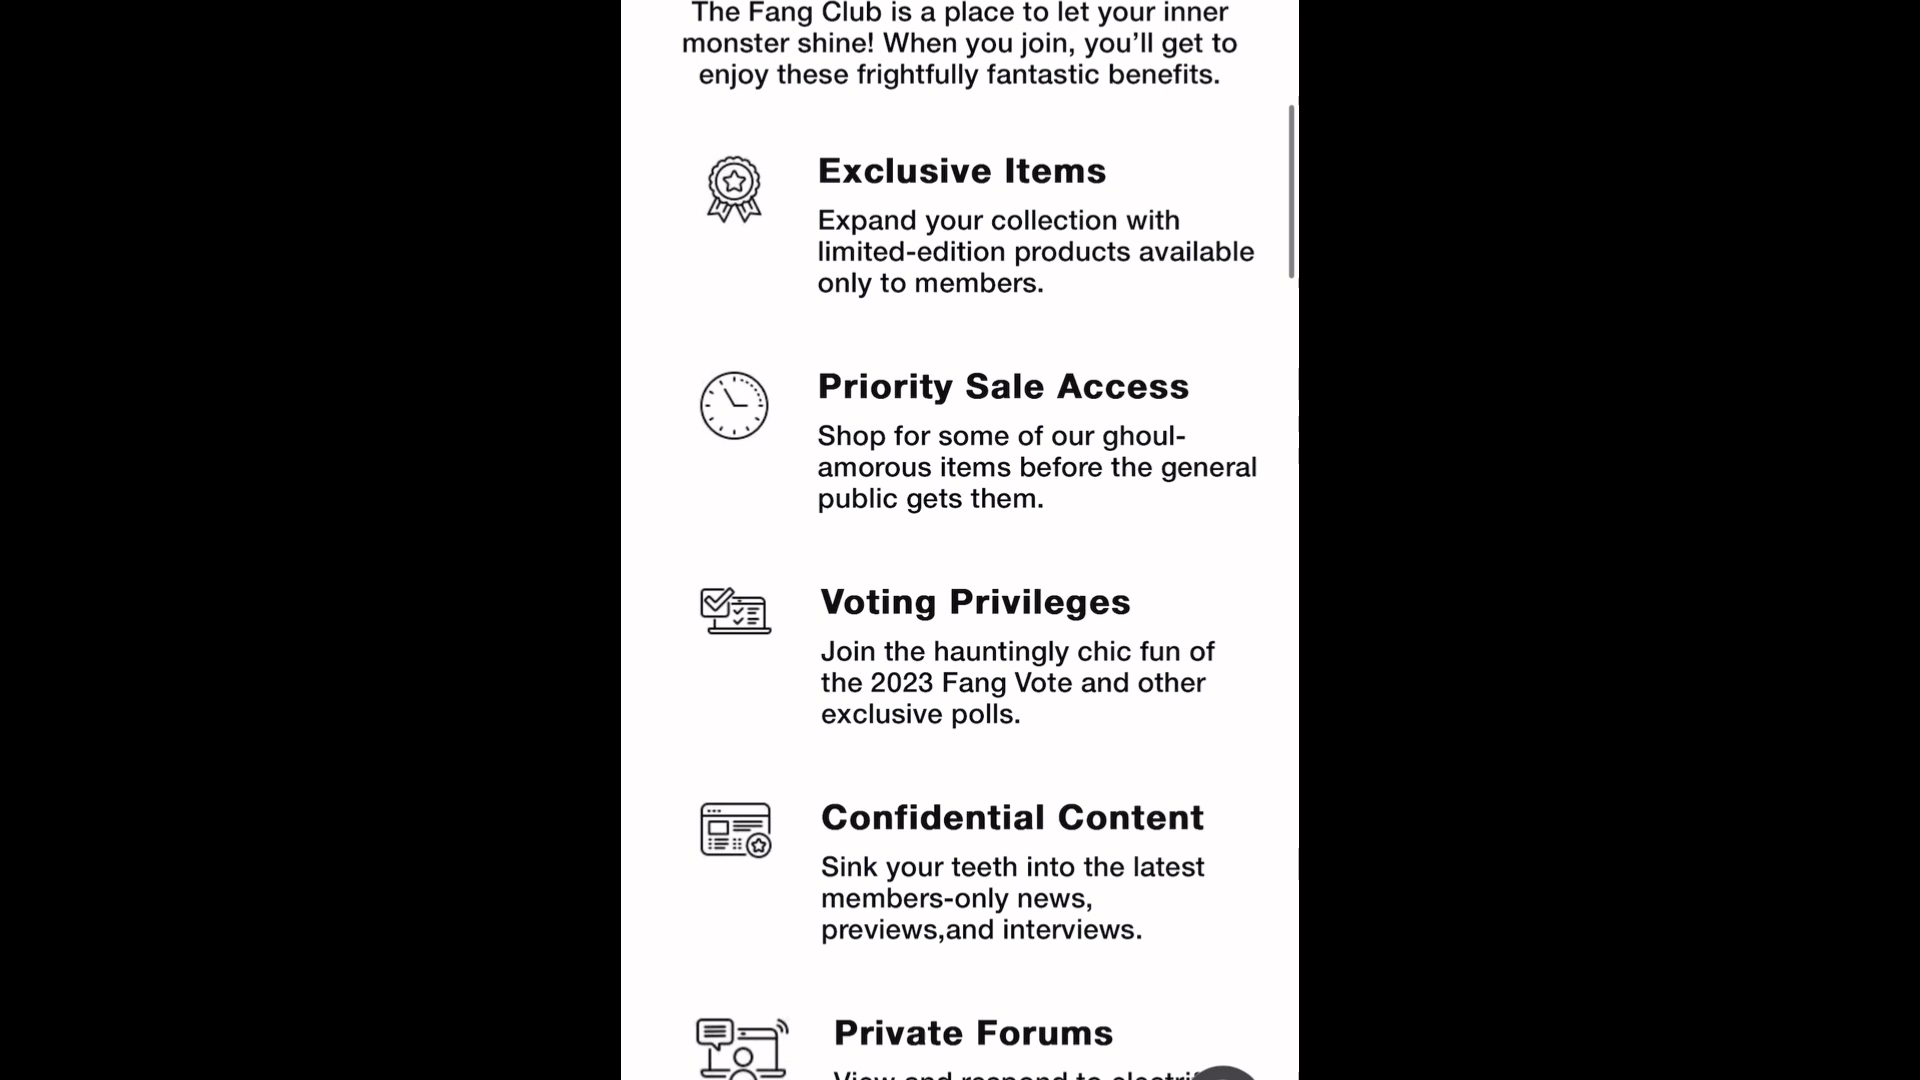 The Fang Club is a place to let your inner
monster shine! When you join, you’ll get to
enjoy these frightfully fantastic benefits.
Exclusive Items
Expand your collection with
limited-edition products available
only to members.
Priority Sale Access
Shop for some of our ghoul-
amorous items before the general
public gets them.
Voting Privileges
Join the hauntingly chic fun of
the 2023 Fang Vote and other
exclusive polls.
Confidential Content
Sink your teeth into the latest
members-only news,
previews,and interviews.
Private Forums
View and respond to